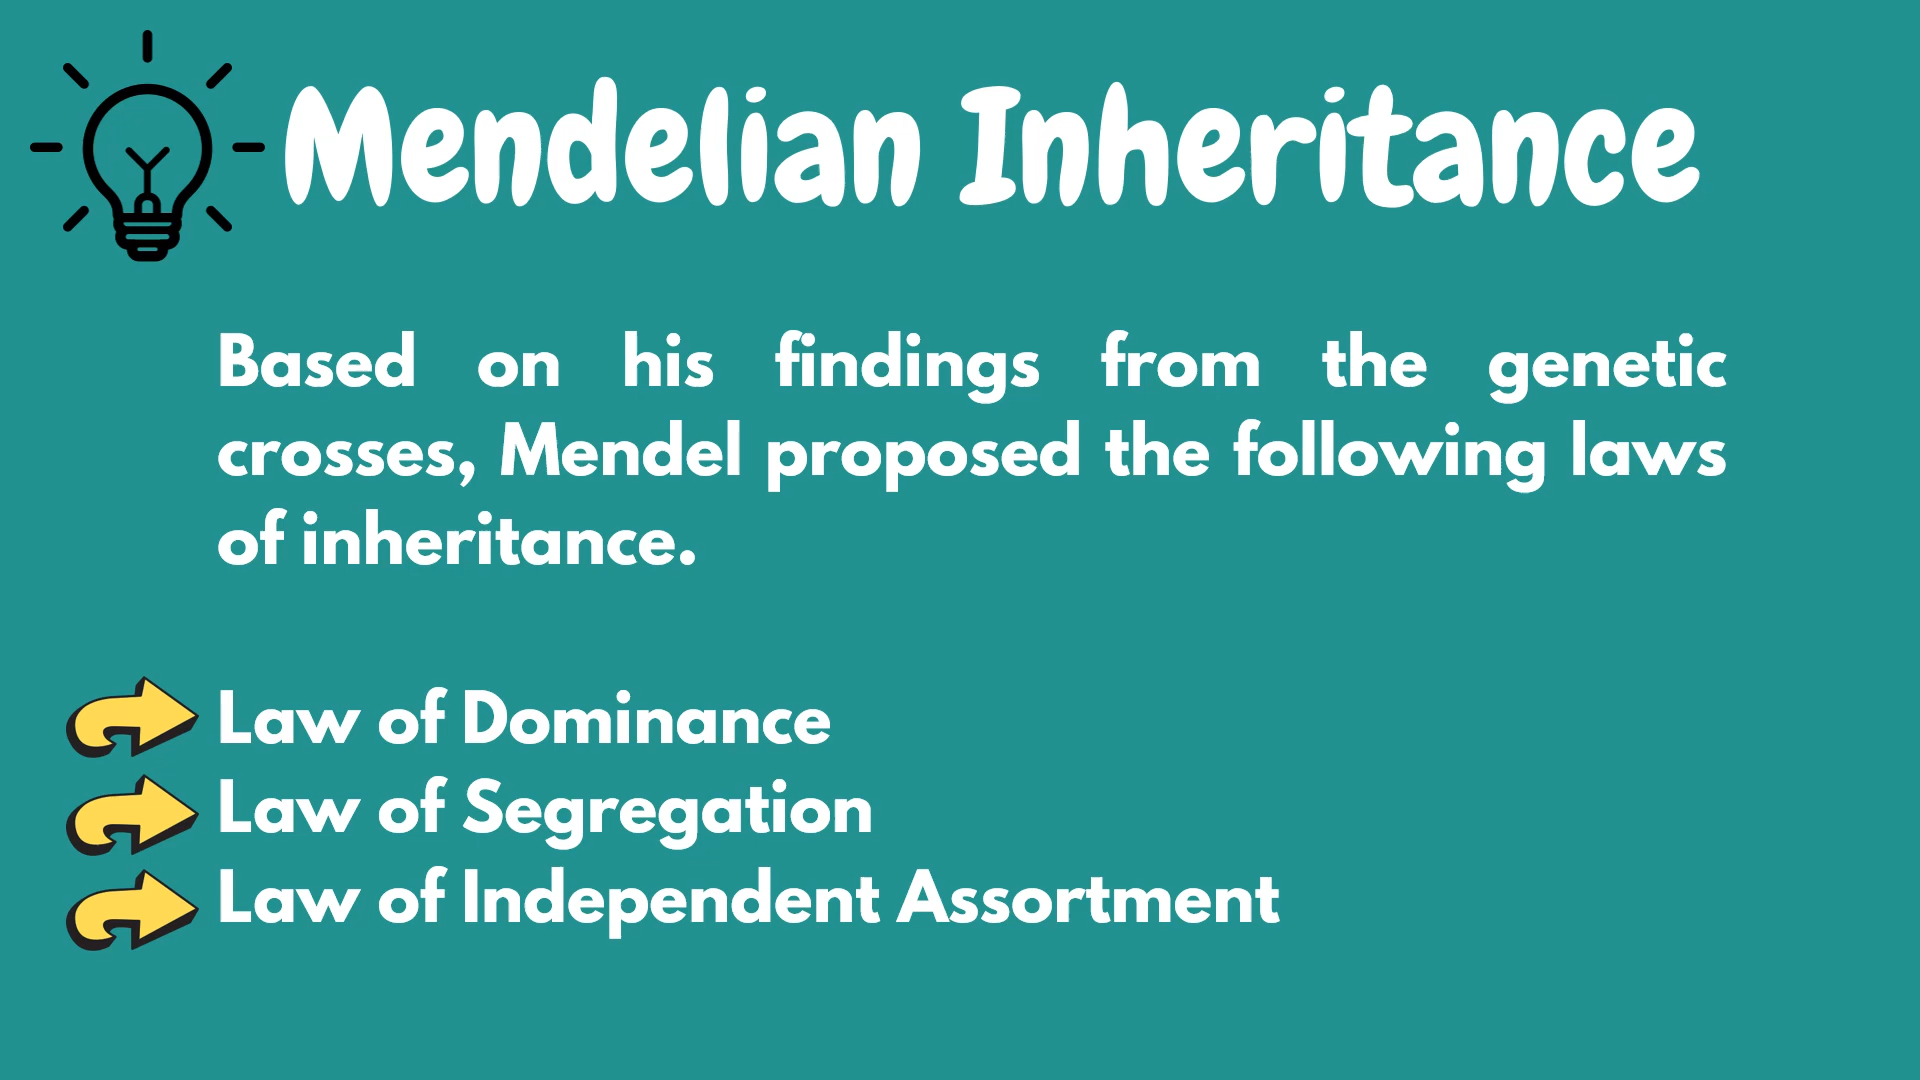 Mendelian Inheritance
Based on his findings from the genetic
crosses, Mendel proposed the following laws
of inheritance.
Law of Dominance
Law of Segregation
Law of Independent Assortment